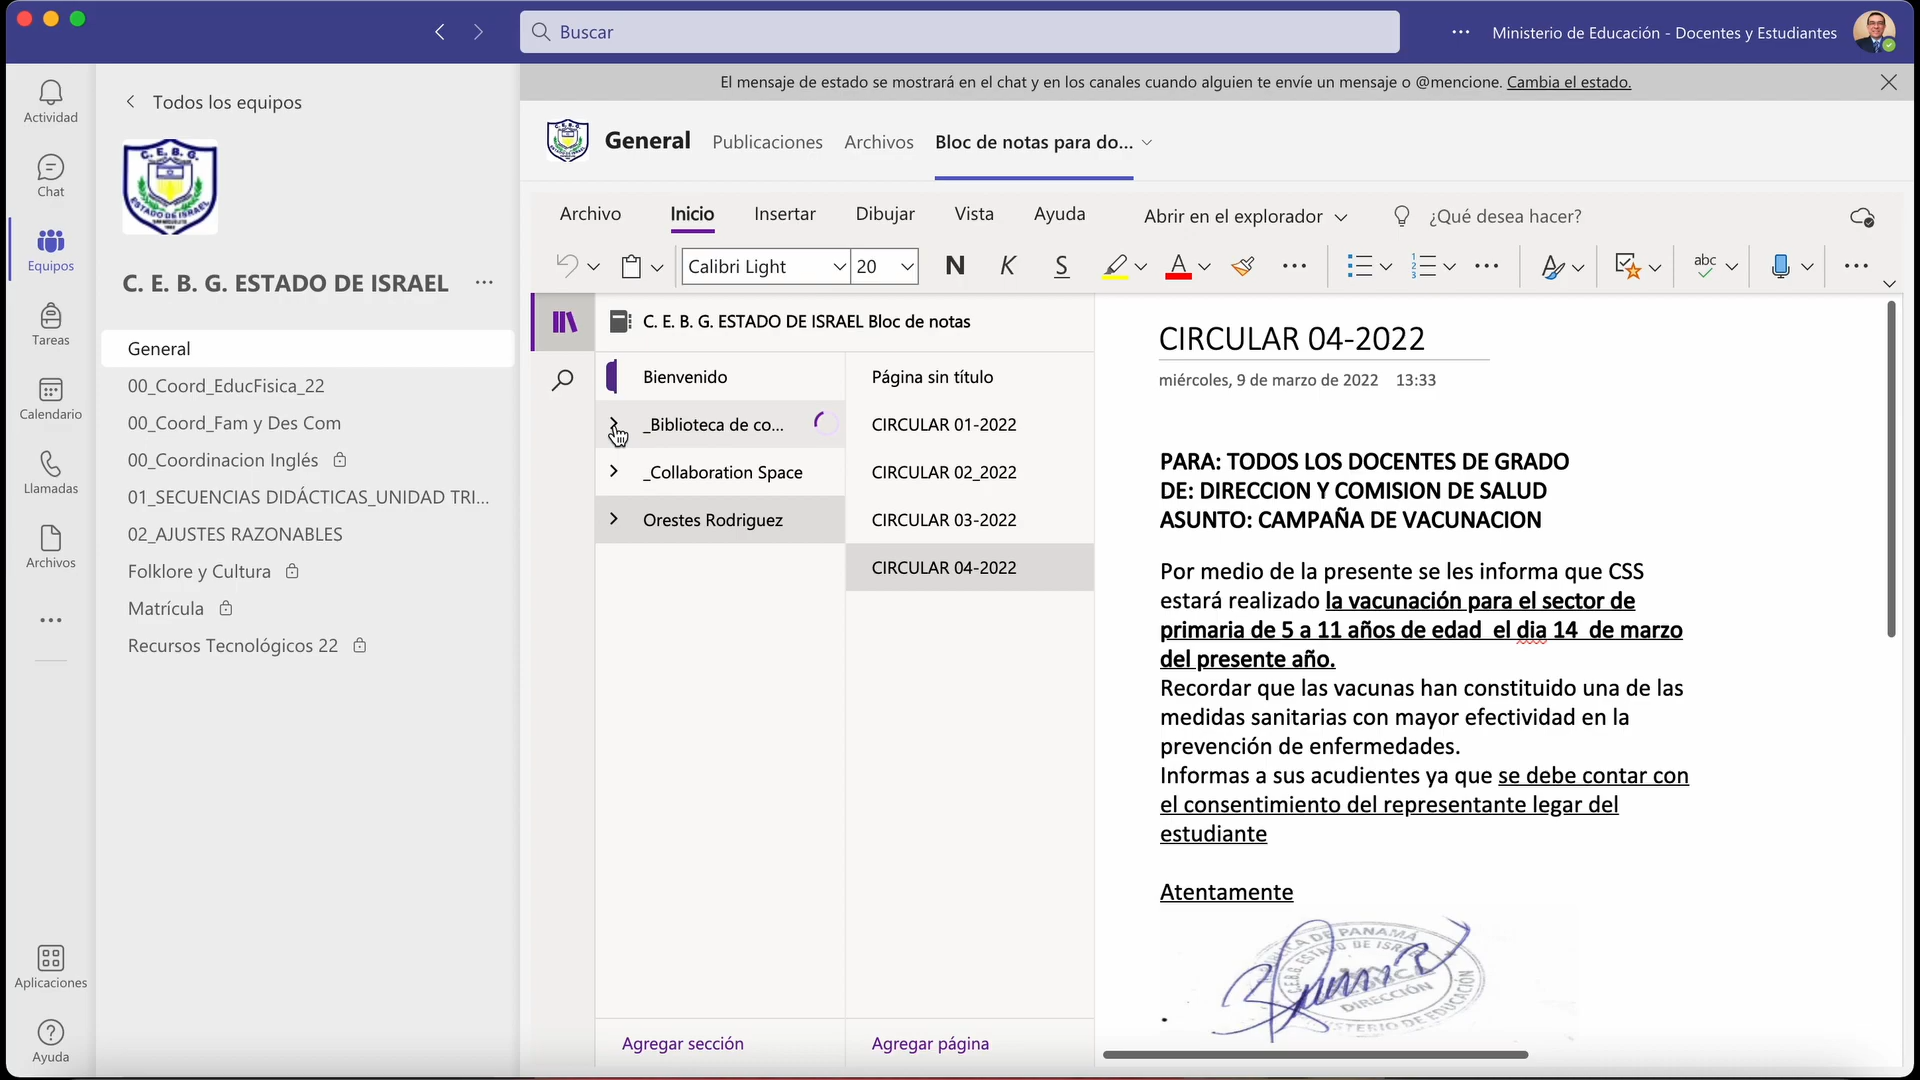 Buscar
Ministerio de Educación - Docentes y Estudiantes
El mensaje de estado se mostrará en el chat y en los canales cuando alguien te envíe un mensaje o @mencione. Cambia el estado.
Actividad
Chat
Equipos
Tareas
Calendario
Llamadas
Archivos
Aplicaciones
Ayuda
Todos los equipos
C. E. B. G.
ESTADO DE ISRAEL
C. E. B. G. ESTADO DE ISRAEL
General
00_Coord_EducFisica_22
00_Coord_Fam y Des Com
00_Coordinacion Inglés
01_SECUENCIAS DIDÁCTICAS_UNIDAD TRI...
02_AJUSTES RAZONABLES
Folklore y Cultura
Matrícula
Recursos Tecnológicos 22
General Publicaciones Archivos Bloc de notas para do...
Archivo Inicio Insertar Dibujar Vista Ayuda Abrir en el explorador ¿Qué desea hacer?
Calibri Light 20 N K S A abc
C. E. B. G. ESTADO DE ISRAEL Bloc de notas
Bienvenido
_Biblioteca de co...
_Collaboration Space
Orestes Rodriguez
Agregar sección
Página sin título
CIRCULAR 01-2022
CIRCULAR 02_2022
CIRCULAR 03-2022
CIRCULAR 04-2022
Agregar página
CIRCULAR 04-2022
miércoles, 9 de marzo de 2022 13:33
PARA: TODOS LOS DOCENTES DE GRADO
DE: DIRECCION Y COMISION DE SALUD
ASUNTO: CAMPAÑA DE VACUNACION
Por medio de la presente se les informa que CSS
estará realizado la vacunación para el sector de
primaria de 5 a 11 años de edad el dia 14 de marzo
del presente año.
Recordar que las vacunas han constituido una de las
medidas sanitarias con mayor efectividad en la
prevención de enfermedades.
Informas a sus acudientes ya que se debe contar con
el consentimiento del representante legar del
estudiante
Atentamente
DE PANAMÁ
DIRECCIÓN
DE EDUCACIÓN